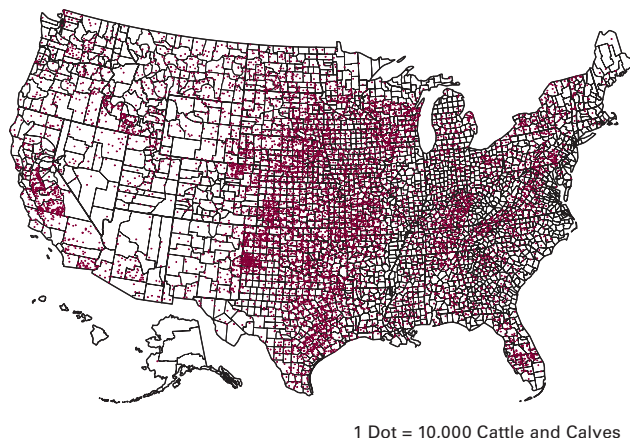 1 Dot = 10,000 Cattle and Calves